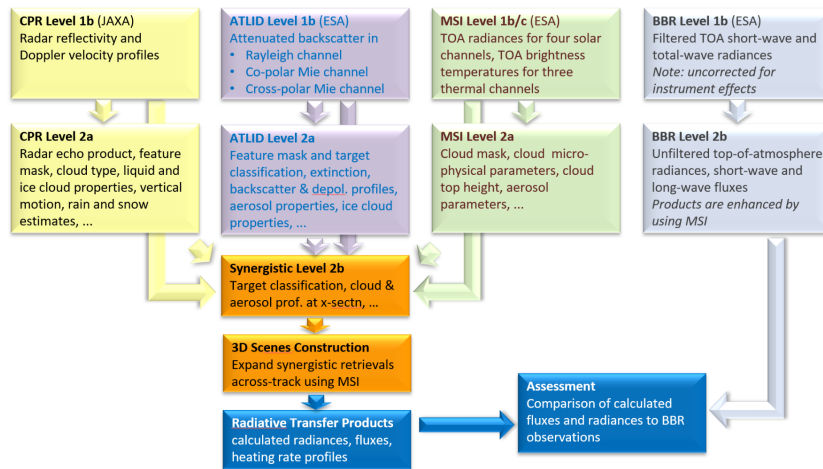 CPR Level 1b (JAXA)
Radar reflectivity and
Doppler velocity profiles
ATLID Level 1b (ESA)
Attenuated backscatter in
• Rayleigh channel
• Co-polar Mie channel
• Cross-polar Mie channel
MSI Level 1b/c (ESA)
TOA radiances for four solar
channels, TOA brightness
temperatures for three
thermal channels
BBR Level 1b (ESA)
Filtered TOA short-wave and
total-wave radiances
Note: uncorrected for
instrument effects
CPR Level 2a
Radar echo product, feature
mask, cloud type, liquid and
ice cloud properties, vertical
motion, rain and snow
estimates, ...
ATLID Level 2a
Feature mask and target
classification, extinction,
backscatter & depol. profiles,
aerosol properties, ice cloud
properties, ...
MSI Level 2a
Cloud mask, cloud micro-
physical parameters, cloud
top height, aerosol
parameters, ...
BBR Level 2b
Unfiltered top-of-atmosphere
radiances, short-wave and
long-wave fluxes
Products are enhanced by
using MSI
Synergistic Level 2b
Target classification, cloud &
aerosol prof. at x-sectn, ...
3D Scenes Construction
Expand synergistic retrievals
across-track using MSI
Radiative Transfer Products
calculated radiances, fluxes,
heating rate profiles
Assessment
Comparison of calculated
fluxes and radiances to BBR
observations